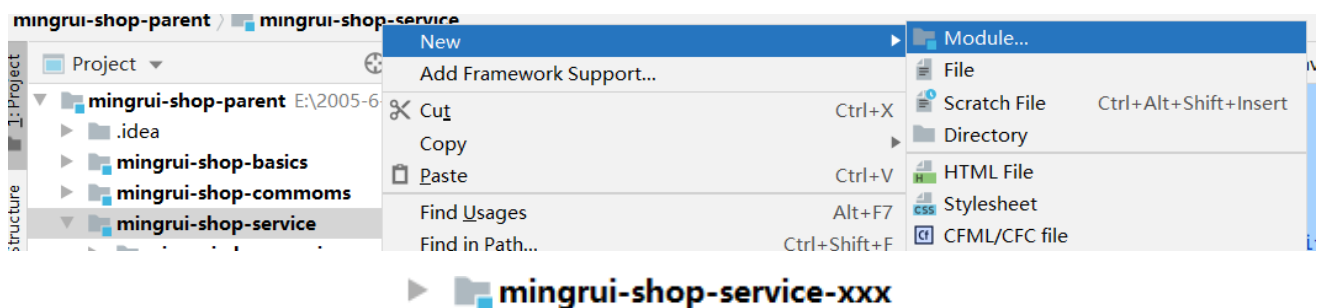 mingrui-shop-parent mingrui-shop-service
New
Module...
1: Project
Project
Add Framework Support...
File
mingrui-shop-parent E:\2005-6
Cut Ctrl+X
Scratch File Ctrl+Alt+Shift+Insert
.idea
Copy
Directory
mingrui-shop-basics
Paste Ctrl+V
HTML File
mingrui-shop-commoms
Find Usages Alt+F7
Stylesheet
Structure
mingrui-shop-service
Find in Path... Ctrl+Shift+F
CFML/CFC file
mingrui-shop-service-xxx